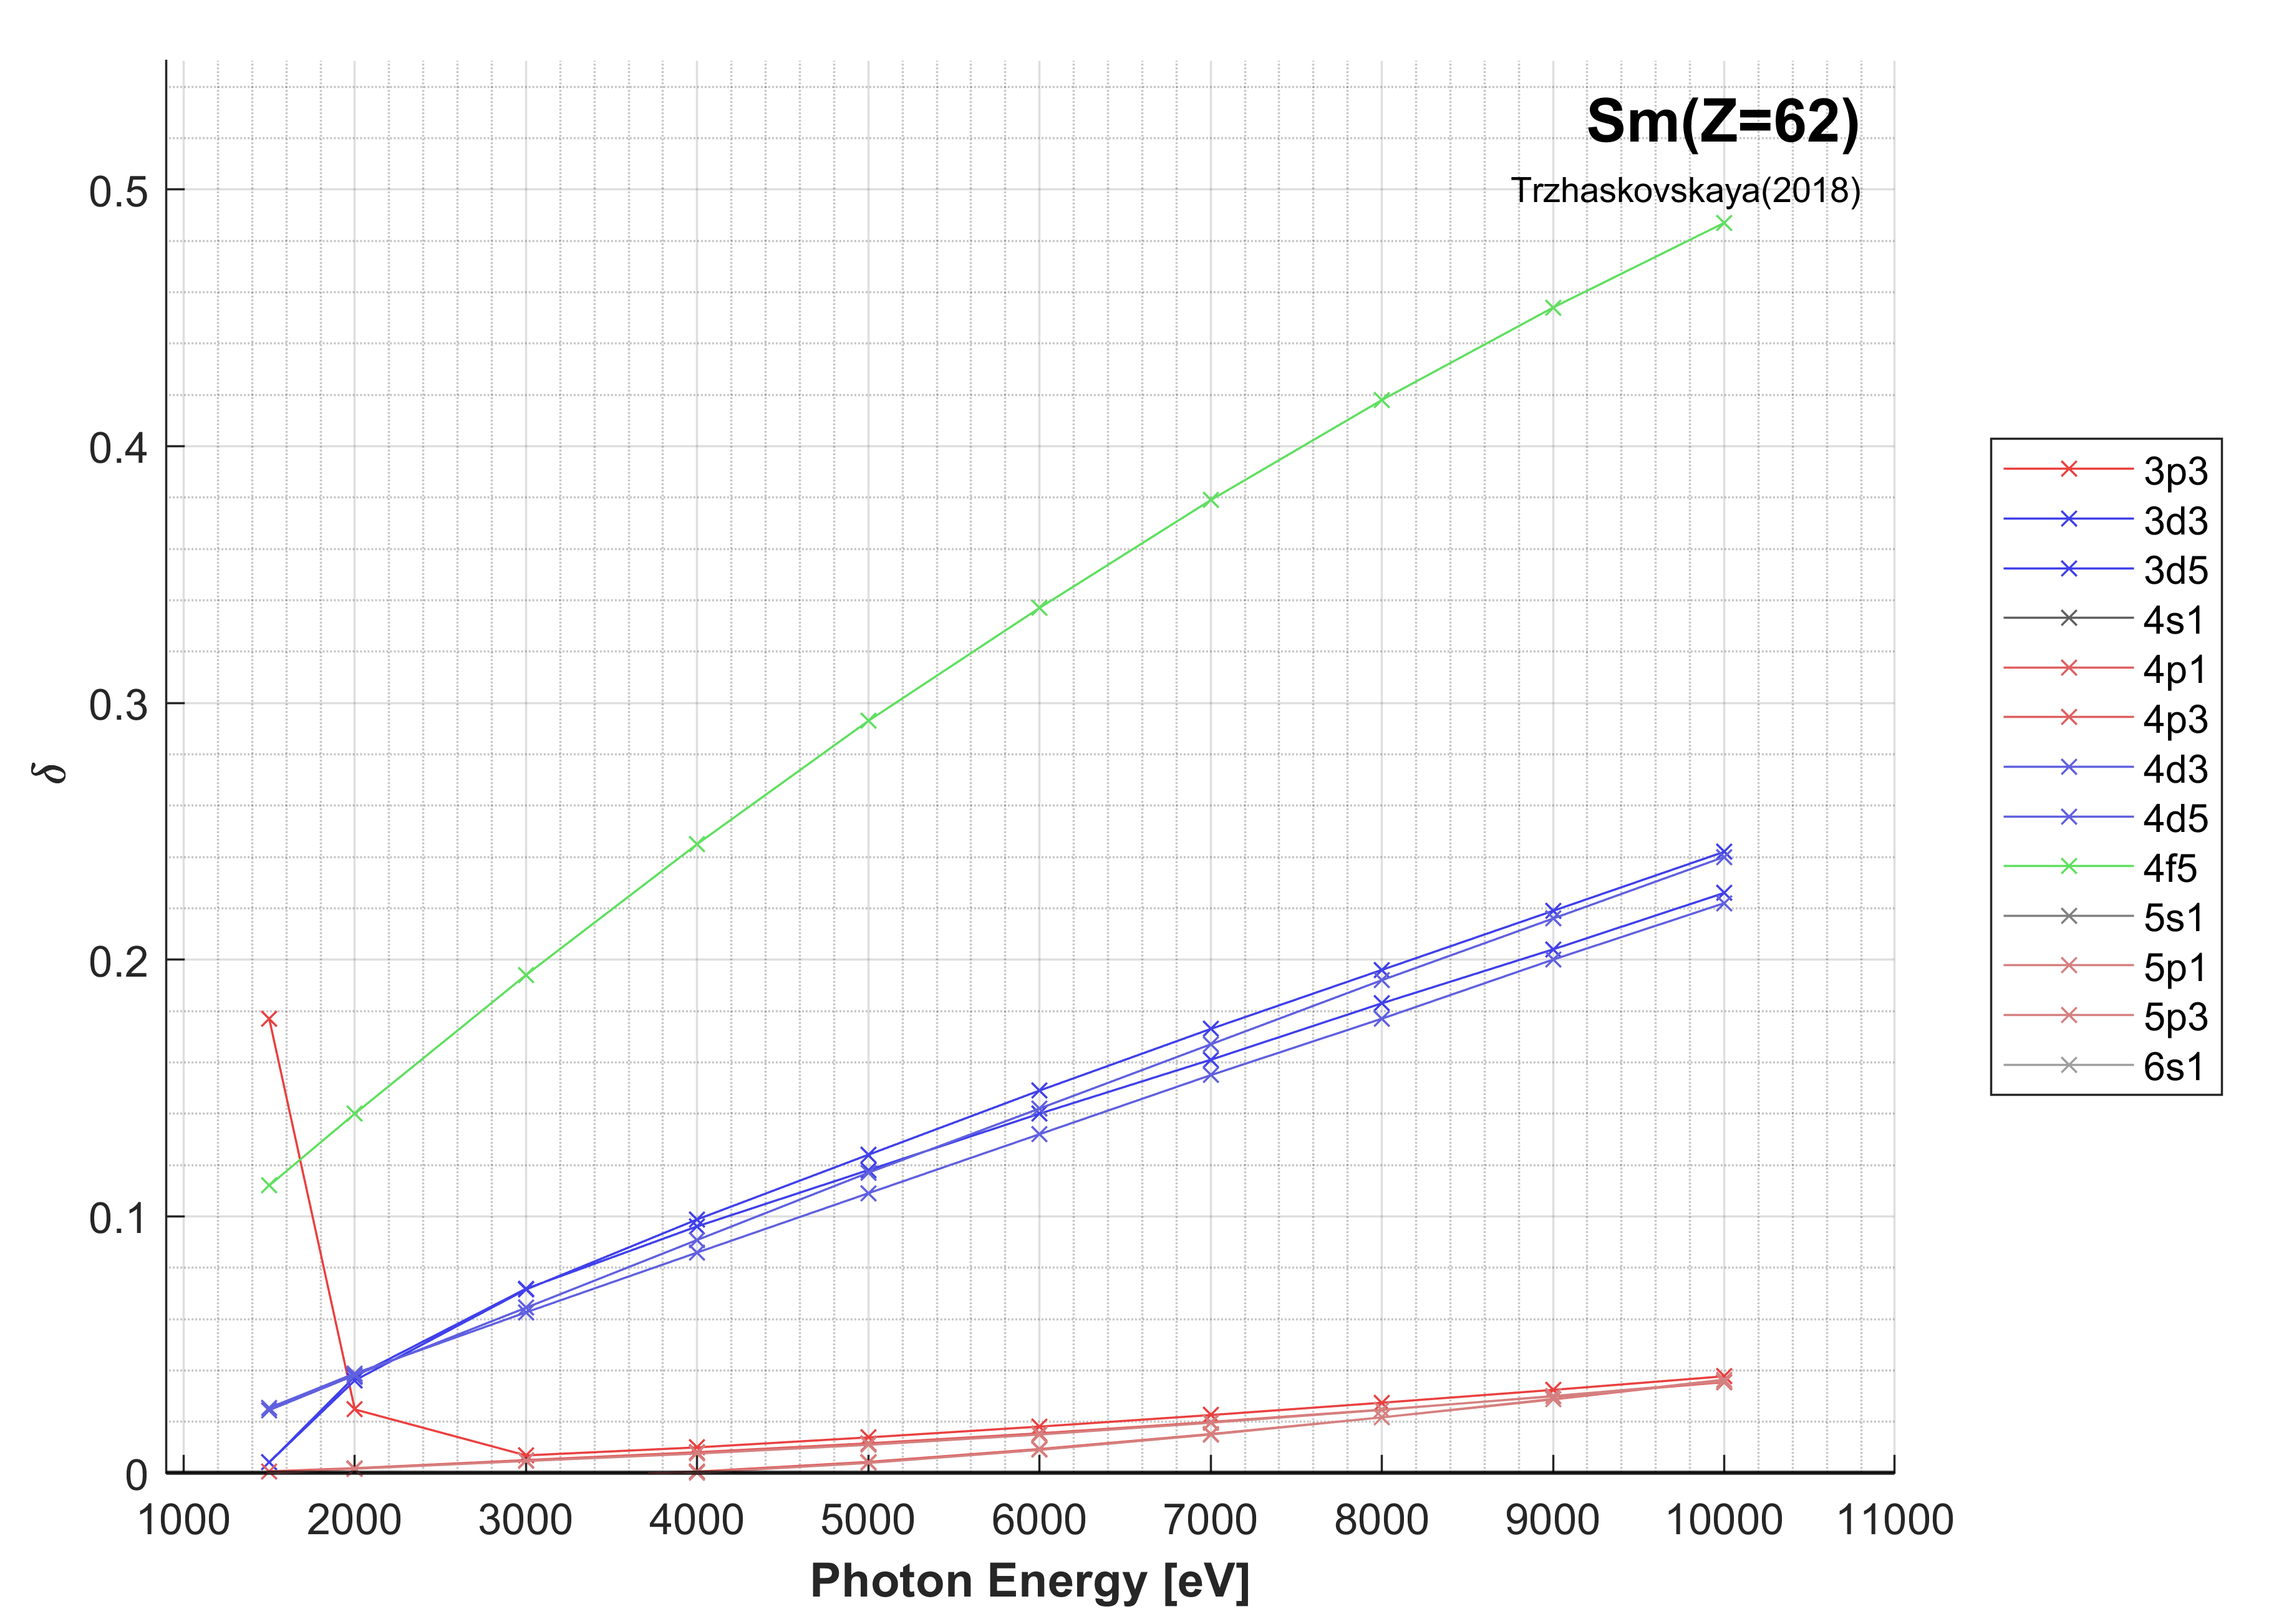 Sm(Z=62)
Trzhaskovskaya(2018)
0.5
0.4
0.3
0.2
0.1
0
δ
1000 2000 3000 4000 5000 6000 7000 8000 9000 10000 11000
Photon Energy [eV]
3p3
3d3
3d5
4s1
4p1
4p3
4d3
4d5
4f5
5s1
5p1
5p3
6s1